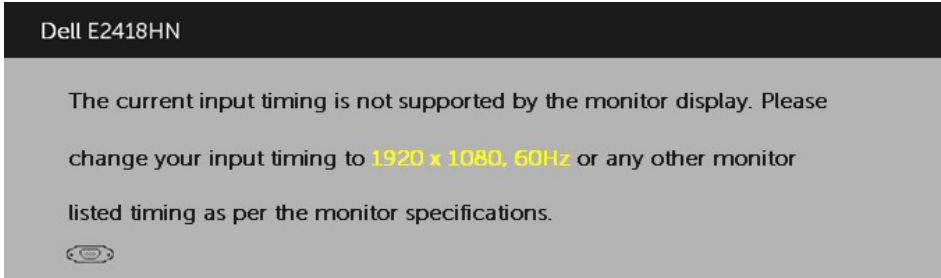 Dell E2418HN
The current input timing is not supported by the monitor display. Please
change your input timing to 1920 x 1080, 60Hz or any other monitor
listed timing as per the monitor specifications.